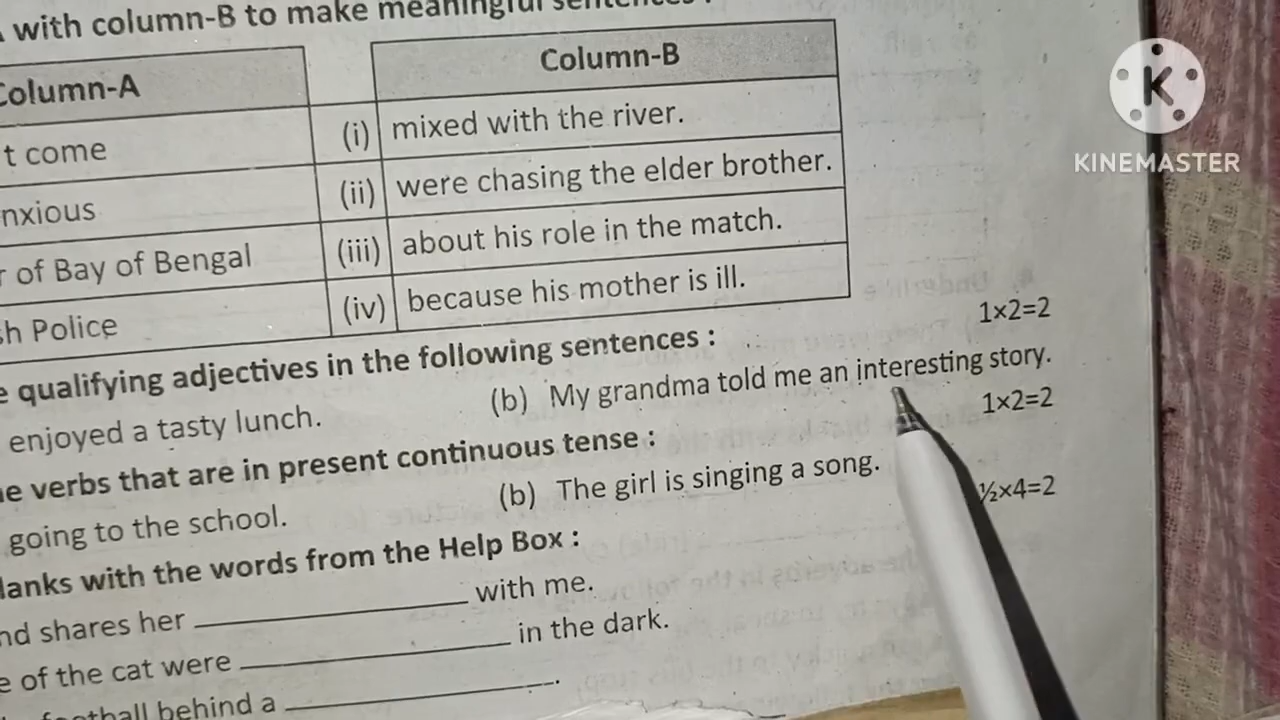 with column-B to make meaningful sentences :
Column-A Column-B
t come (i) mixed with the river.
nxious (ii) were chasing the elder brother.
r of Bay of Bengal (iii) about his role in the match.
sh Police (iv) because his mother is ill.
e qualifying adjectives in the following sentences : 1×2=2
enjoyed a tasty lunch. (b) My grandma told me an interesting story.
e verbs that are in present continuous tense : 1×2=2
going to the school. (b) The girl is singing a song.
lanks with the words from the Help Box : ½×4=2
nd shares her ____________ with me.
e of the cat were ____________ in the dark.
football behind a ____________.
K
KINEMASTER